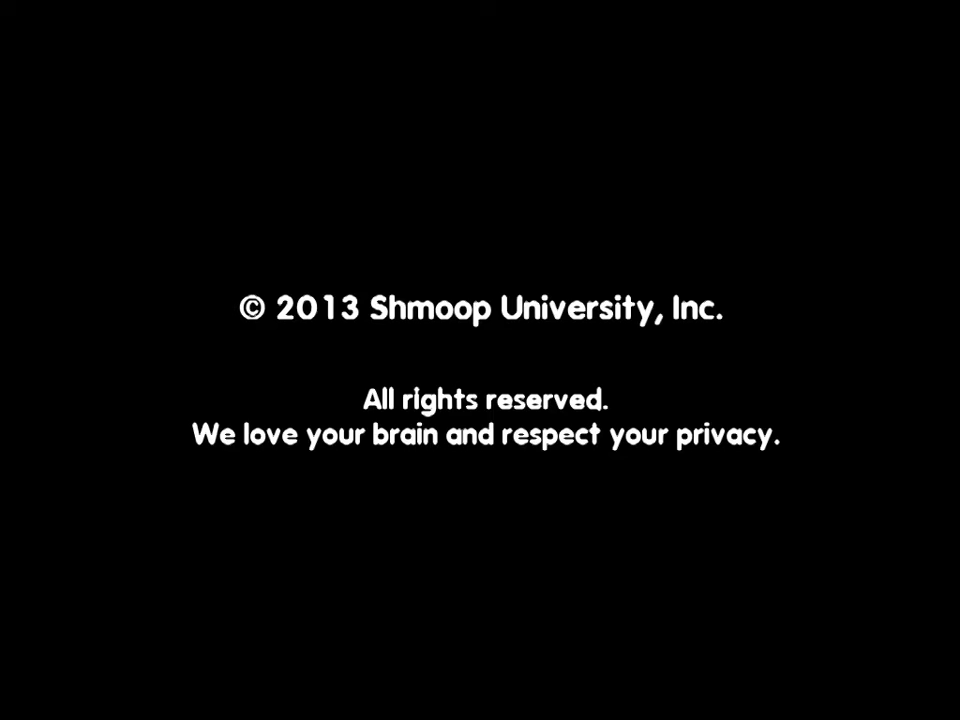 © 2013 Shmoop University, Inc.
All rights reserved.
We love your brain and respect your privacy.